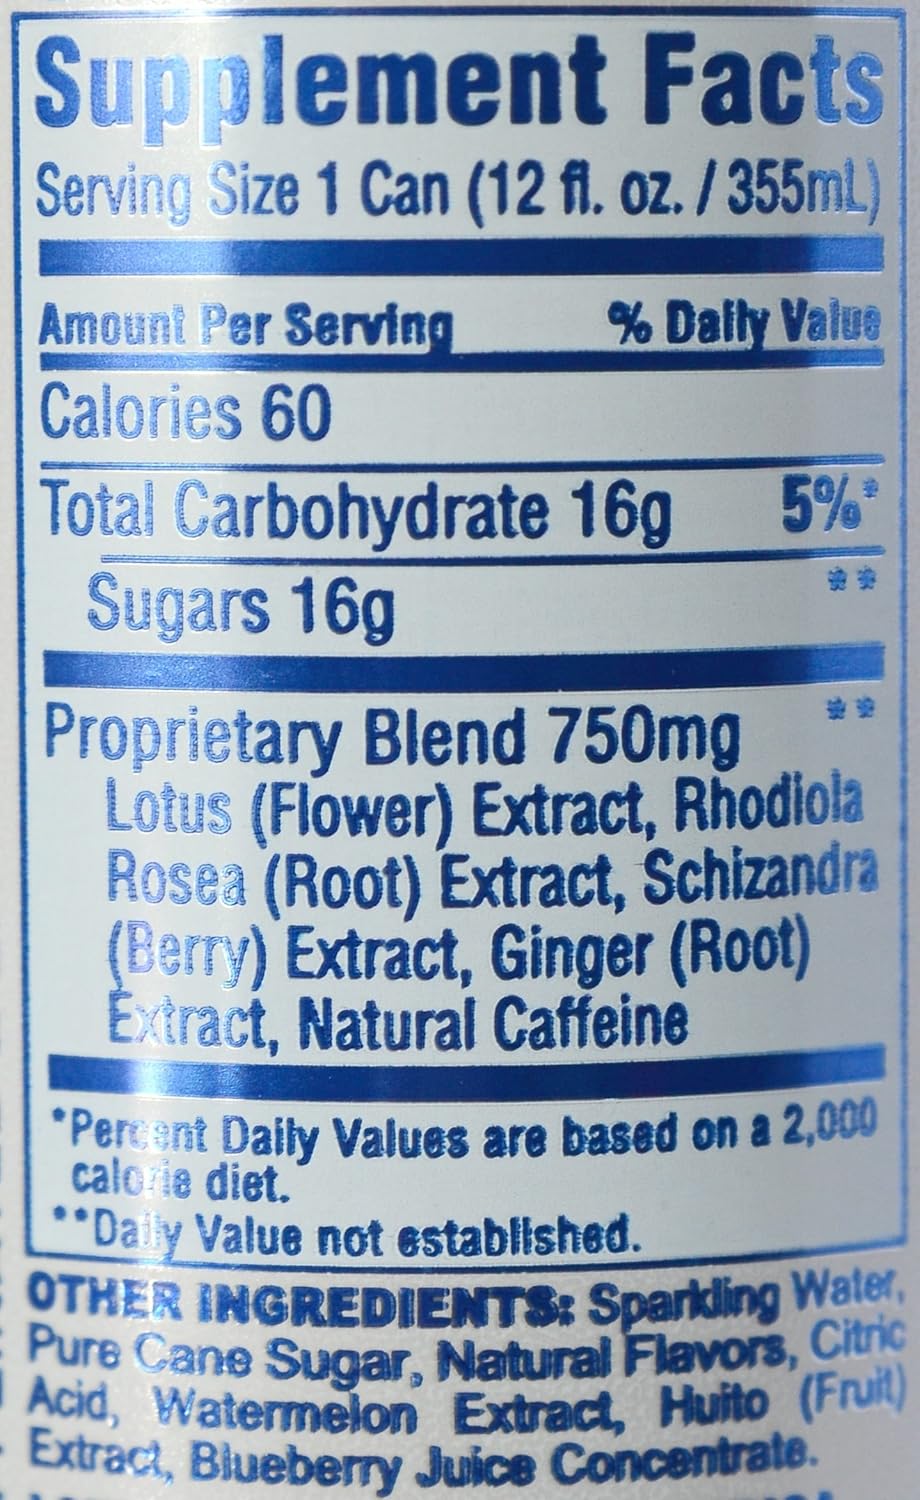 Supplement Facts
Serving Size 1 Can (12 fl. oz. / 355mL)
Amount Per Serving % Daily Value
Calories 60
Total Carbohydrate 16g 5%*
Sugars 16g **
Proprietary Blend 750mg **
Lotus (Flower) Extract, Rhodiola
Rosea (Root) Extract, Schizandra
(Berry) Extract, Ginger (Root)
Extract, Natural Caffeine
*Percent Daily Values are based on a 2,000
calorie diet.
**Daily Value not established.
OTHER INGREDIENTS: Sparkling Water,
Pure Cane Sugar, Natural Flavors, Citric
Acid, Watermelon Extract, Huito (Fruit)
Extract, Blueberry Juice Concentrate.